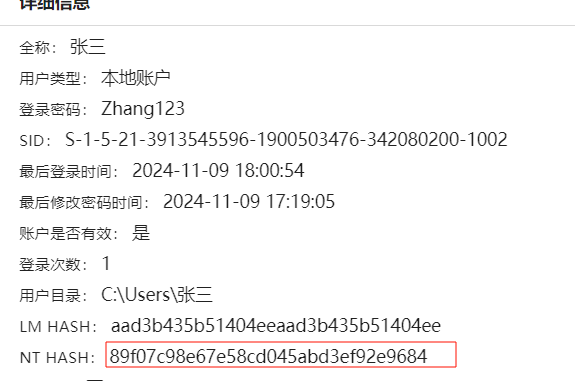 详细信息
全称： 张三
用户类型： 本地账户
登录密码： Zhang123
SID： S-1-5-21-3913545596-1900503476-342080200-1002
最后登录时间： 2024-11-09 18:00:54
最后修改密码时间： 2024-11-09 17:19:05
账户是否有效： 是
登录次数： 1
用户目录： C:\Users\张三
LM HASH： aad3b435b51404eeaad3b435b51404ee
NT HASH： 89f07c98e67e58cd045abd3ef92e9684